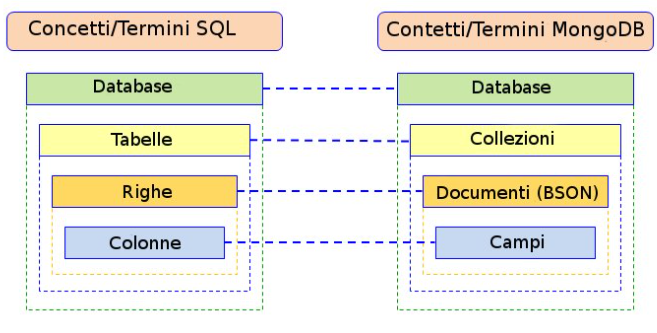 Concetti/Termini SQL
Contetti/Termini MongoDB
Database
Database
Tabelle
Collezioni
Righe
Documenti (BSON)
Colonne
Campi